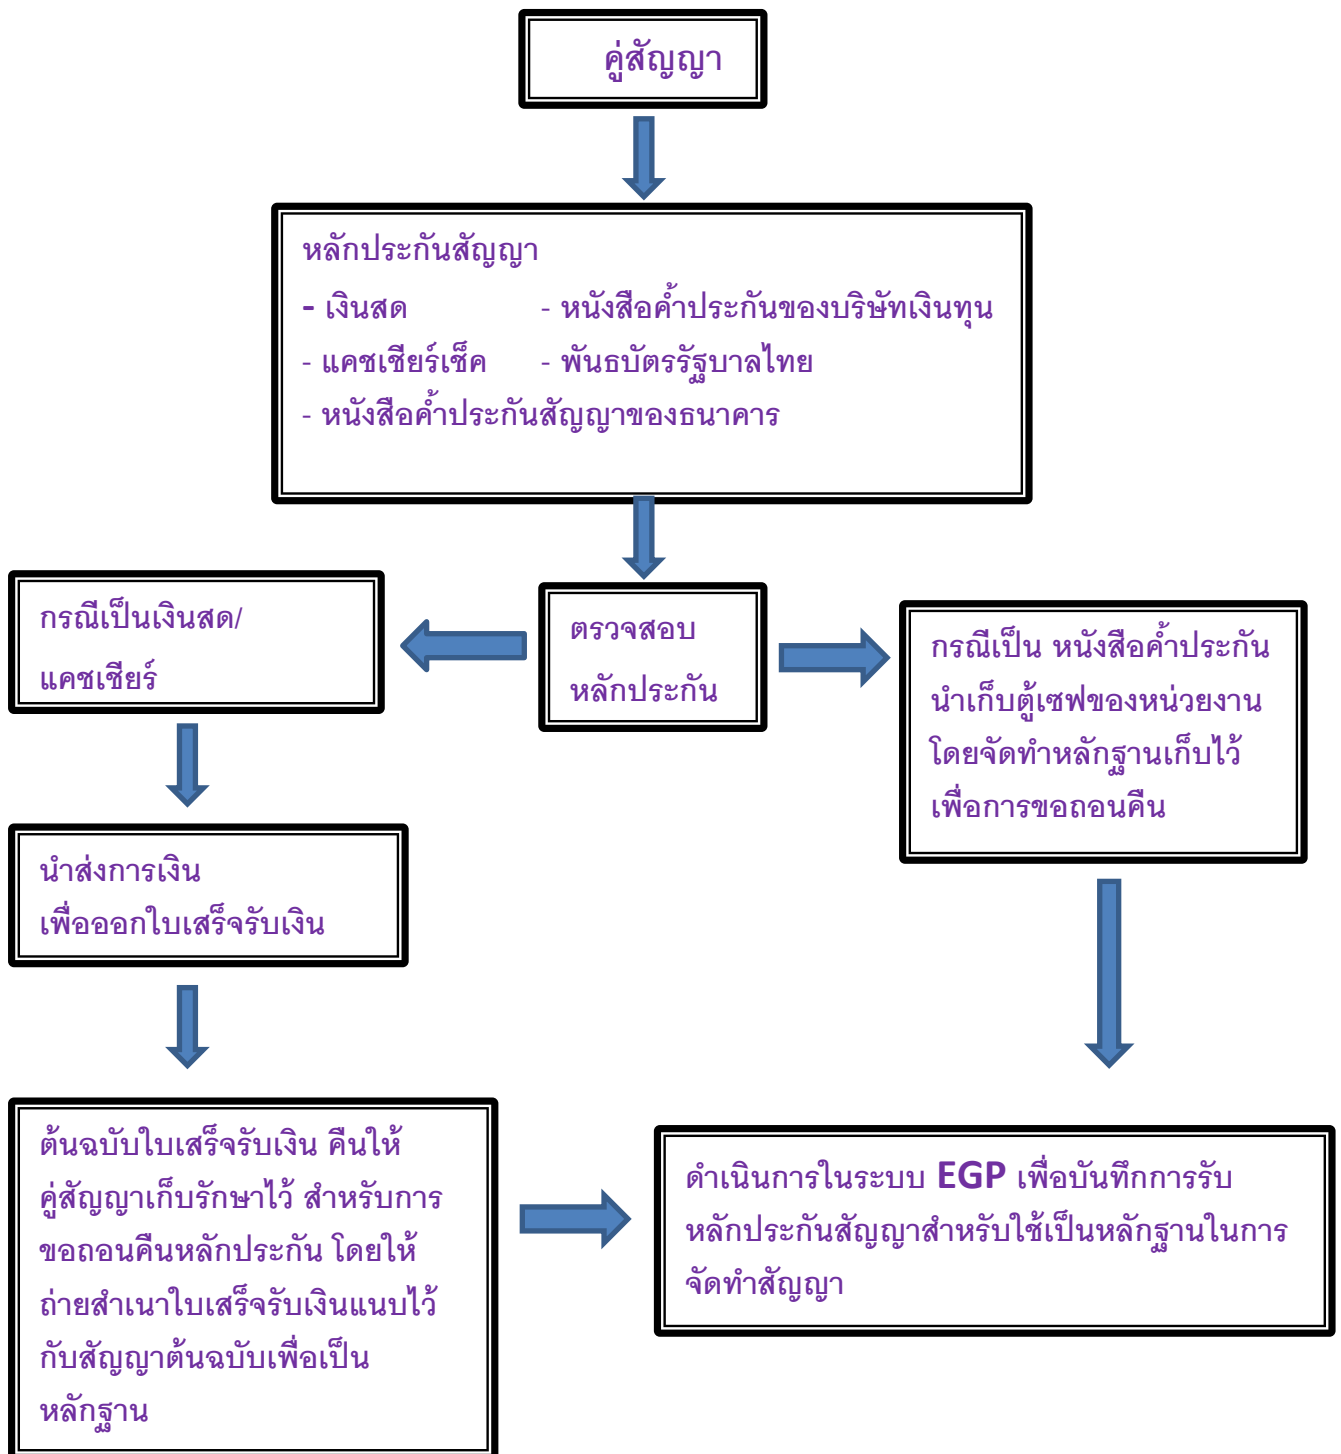 คู่สัญญา
หลักประกันสัญญา
- เงินสด - หนังสือค้ำประกันของบริษัทเงินทุน
- แคชเชียร์เช็ค - พันธบัตรรัฐบาลไทย
- หนังสือค้ำประกันสัญญาของธนาคาร
กรณีเป็นเงินสด/
แคชเชียร์
ตรวจสอบ
หลักประกัน
กรณีเป็น หนังสือค้ำประกัน
นำเก็บตู้เซฟของหน่วยงาน
โดยจัดทำหลักฐานเก็บไว้
เพื่อการขอถอนคืน
นำส่งการเงิน
เพื่อออกใบเสร็จรับเงิน
ต้นฉบับใบเสร็จรับเงิน คืนให้
คู่สัญญาเก็บรักษาไว้ สำหรับการ
ขอถอนคืนหลักประกัน โดยให้
ถ่ายสำเนาใบเสร็จรับเงินแนบไว้
กับสัญญาต้นฉบับเพื่อเป็น
หลักฐาน
ดำเนินการในระบบ EGP เพื่อบันทึกการรับ
หลักประกันสัญญาสำหรับใช้เป็นหลักฐานในการ
จัดทำสัญญา